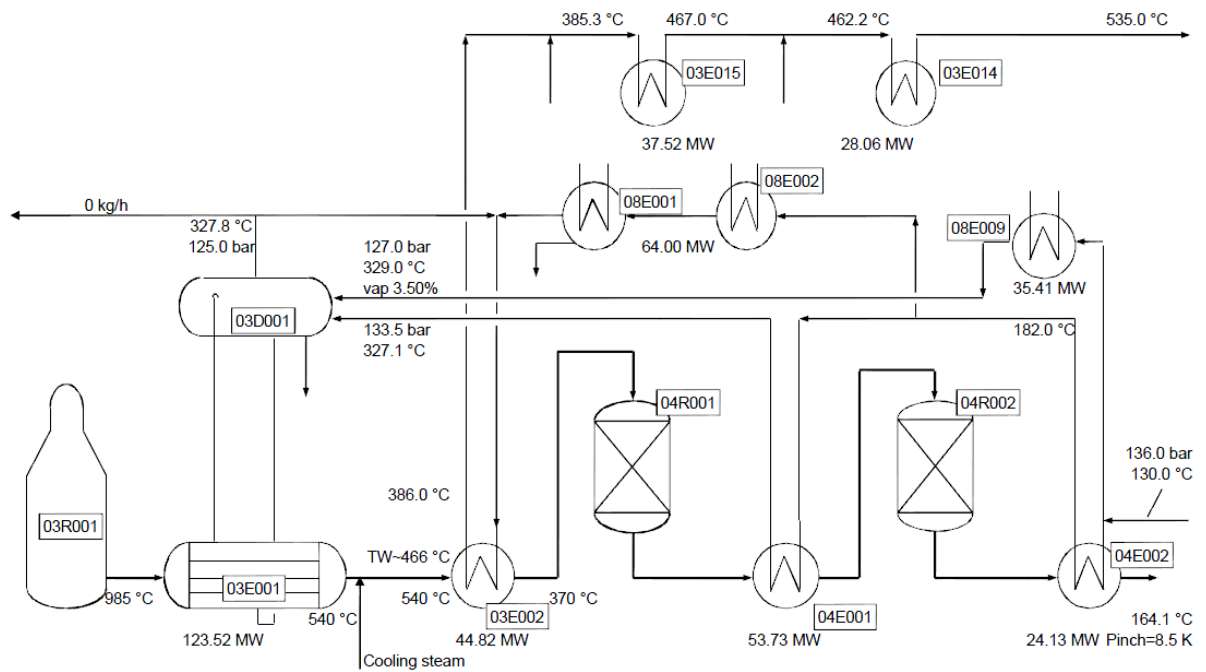 385.3 °C
467.0 °C
462.2 °C
535.0 °C
03E015
03E014
37.52 MW
28.06 MW
08E001
08E002
0 kg/h
327.8 °C
125.0 bar
127.0 bar
329.0 °C
vap 3.50%
64.00 MW
08E009
35.41 MW
03D001
133.5 bar
327.1 °C
182.0 °C
04R001
04R002
136.0 bar
130.0 °C
386.0 °C
03R001
TW~466 °C
04E002
985 °C
03E001
540 °C
540 °C
03E002
370 °C
04E001
164.1 °C
123.52 MW
44.82 MW
53.73 MW
24.13 MW Pinch=8.5 K
Cooling steam